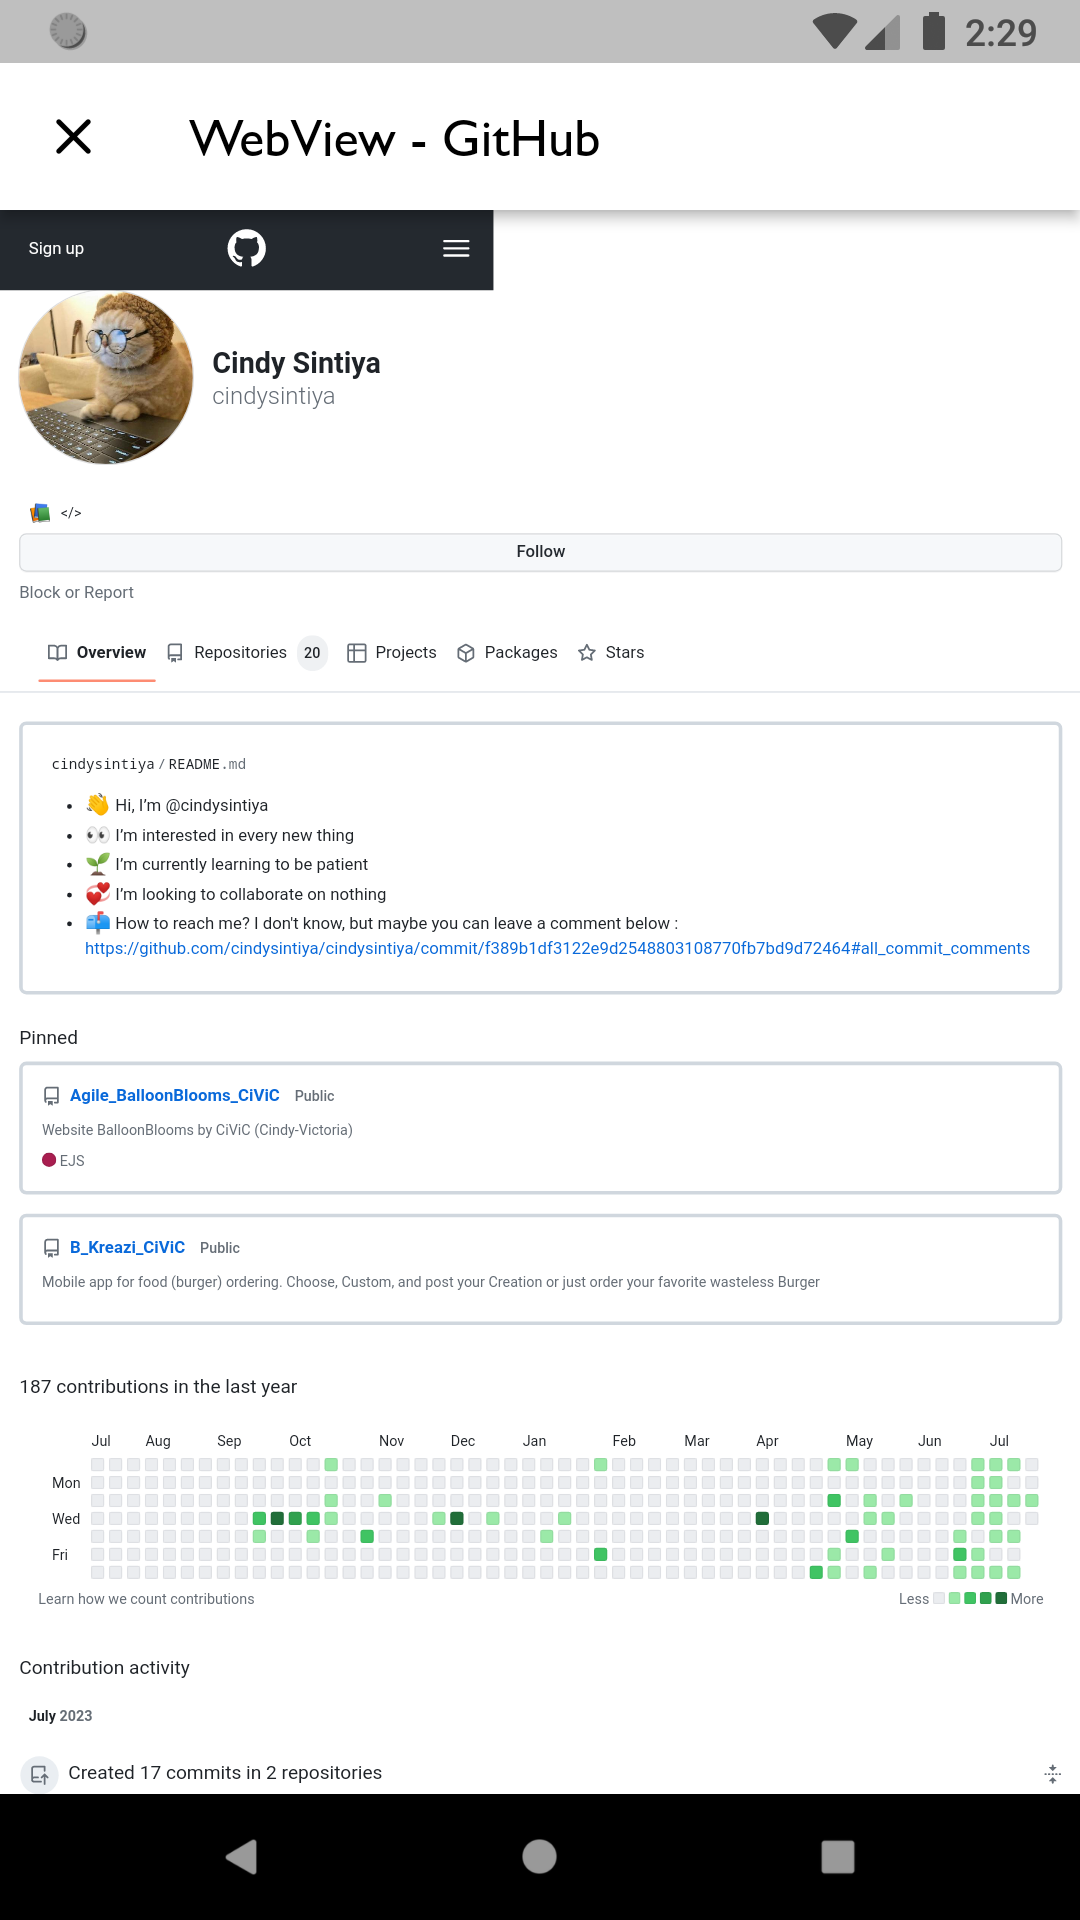 2:29
WebView - GitHub
Sign up
Cindy Sintiya
cindysintiya
</>
Follow
Block or Report
Overview Repositories 20 Projects Packages Stars
cindysintiya / README.md
👋 Hi, I’m @cindysintiya
👀 I’m interested in every new thing
🌱 I’m currently learning to be patient
💞️ I’m looking to collaborate on nothing
📫 How to reach me? I don't know, but maybe you can leave a comment below :
https://github.com/cindysintiya/cindysintiya/commit/f389b1df3122e9d2548803108770fb7bd9d72464#all_commit_comments
Pinned
Agile_BalloonBlooms_CiViC Public
Website BalloonBlooms by CiViC (Cindy-Victoria)
EJS
B_Kreazi_CiViC Public
Mobile app for food (burger) ordering. Choose, Custom, and post your Creation or just order your favorite wasteless Burger
187 contributions in the last year
Jul Aug Sep Oct Nov Dec Jan Feb Mar Apr May Jun Jul
Mon
Wed
Fri
Learn how we count contributions Less More
Contribution activity
July 2023
Created 17 commits in 2 repositories